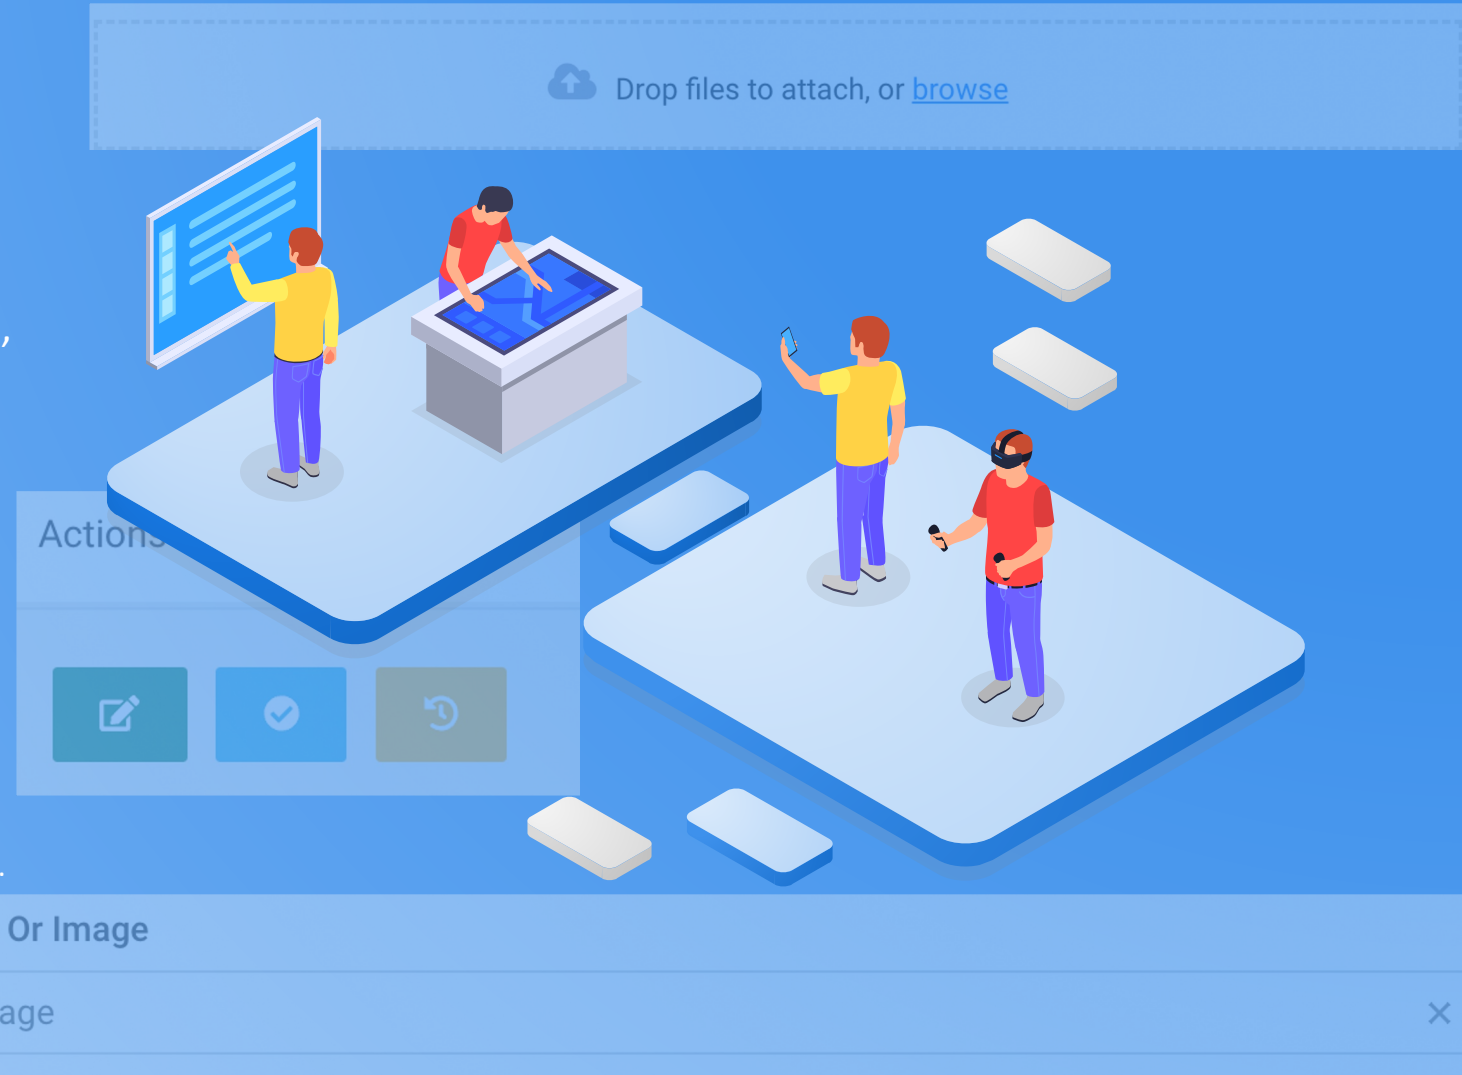 Drop files to attach, or browse
,
Actions
.
Or Image
age